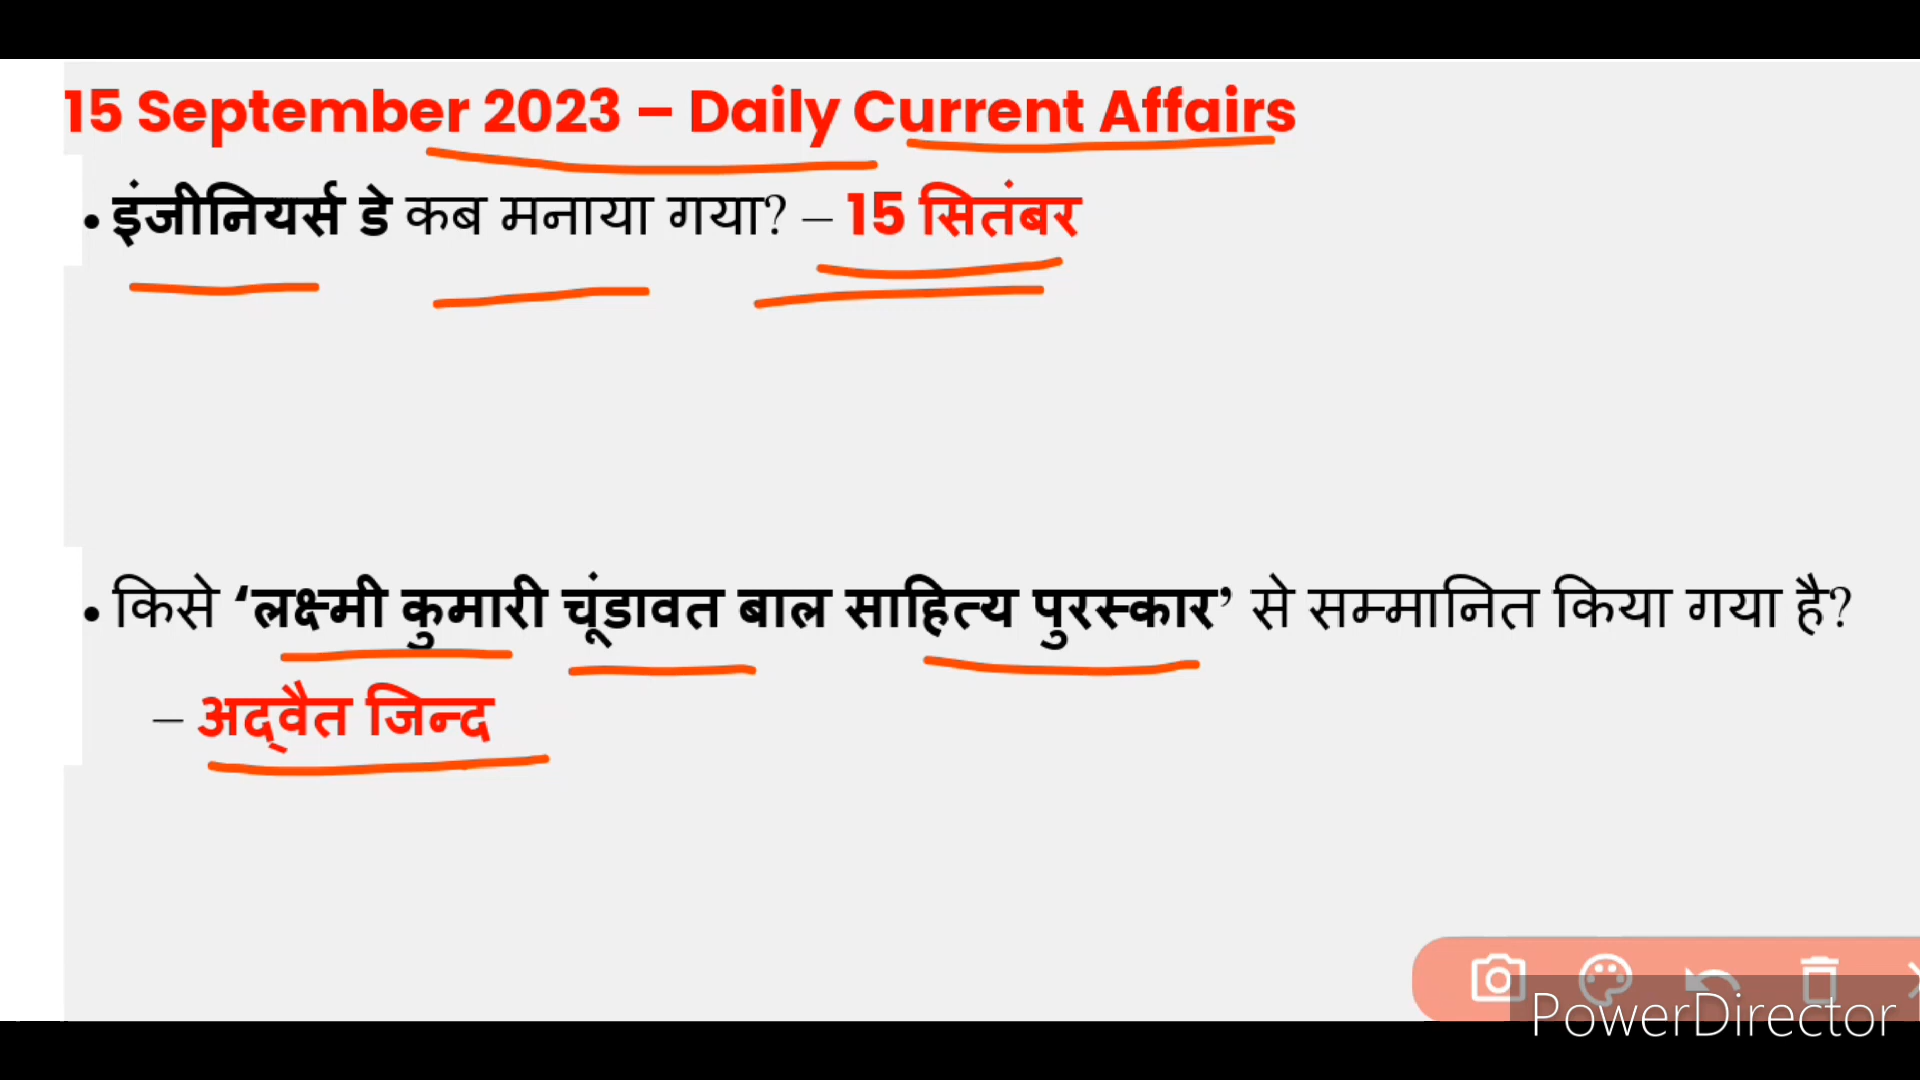 15 September 2023 – Daily Current Affairs
• इंजीनियर्स डे कब मनाया गया? – 15 सितंबर
• किसे ‘लक्ष्मी कुमारी चूंडावत बाल साहित्य पुरस्कार’ से सम्मानित किया गया है?
– अद्वैत जिन्द
PowerDirector